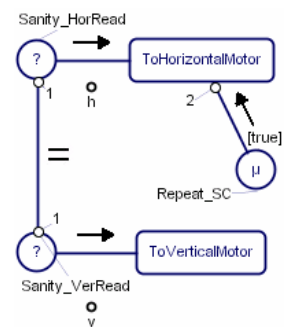 Sanity_HorRead
?
ToHorizontalMotor
1
h
2
[true]
=
µ
Repeat_SC
1
?
ToVerticalMotor
Sanity_VerRead
v